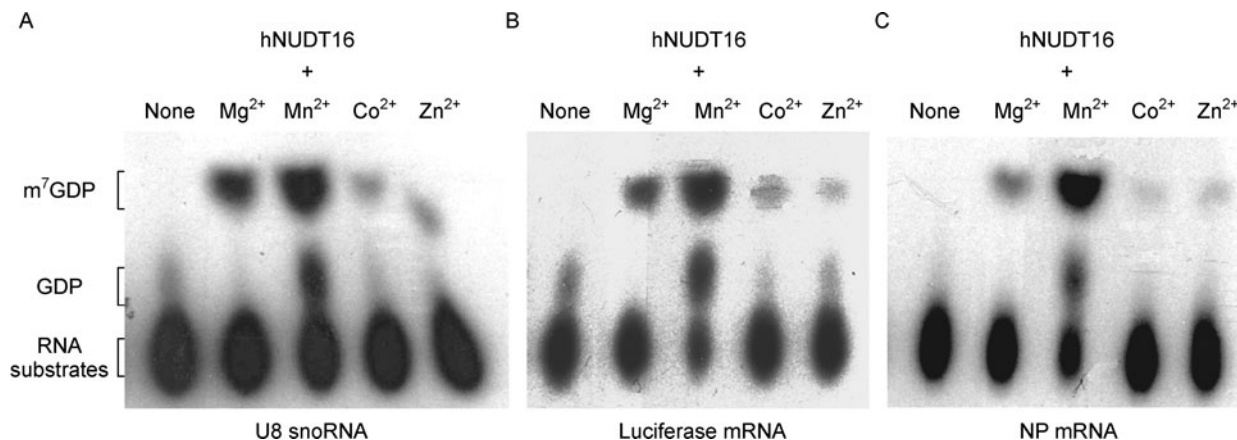 A
hNUDT16
+
None Mg²⁺ Mn²⁺ Co²⁺ Zn²⁺
B
hNUDT16
+
None Mg²⁺ Mn²⁺ Co²⁺ Zn²⁺
C
hNUDT16
+
None Mg²⁺ Mn²⁺ Co²⁺ Zn²⁺
m⁷GDP
GDP
RNA
substrates
U8 snoRNA
Luciferase mRNA
NP mRNA